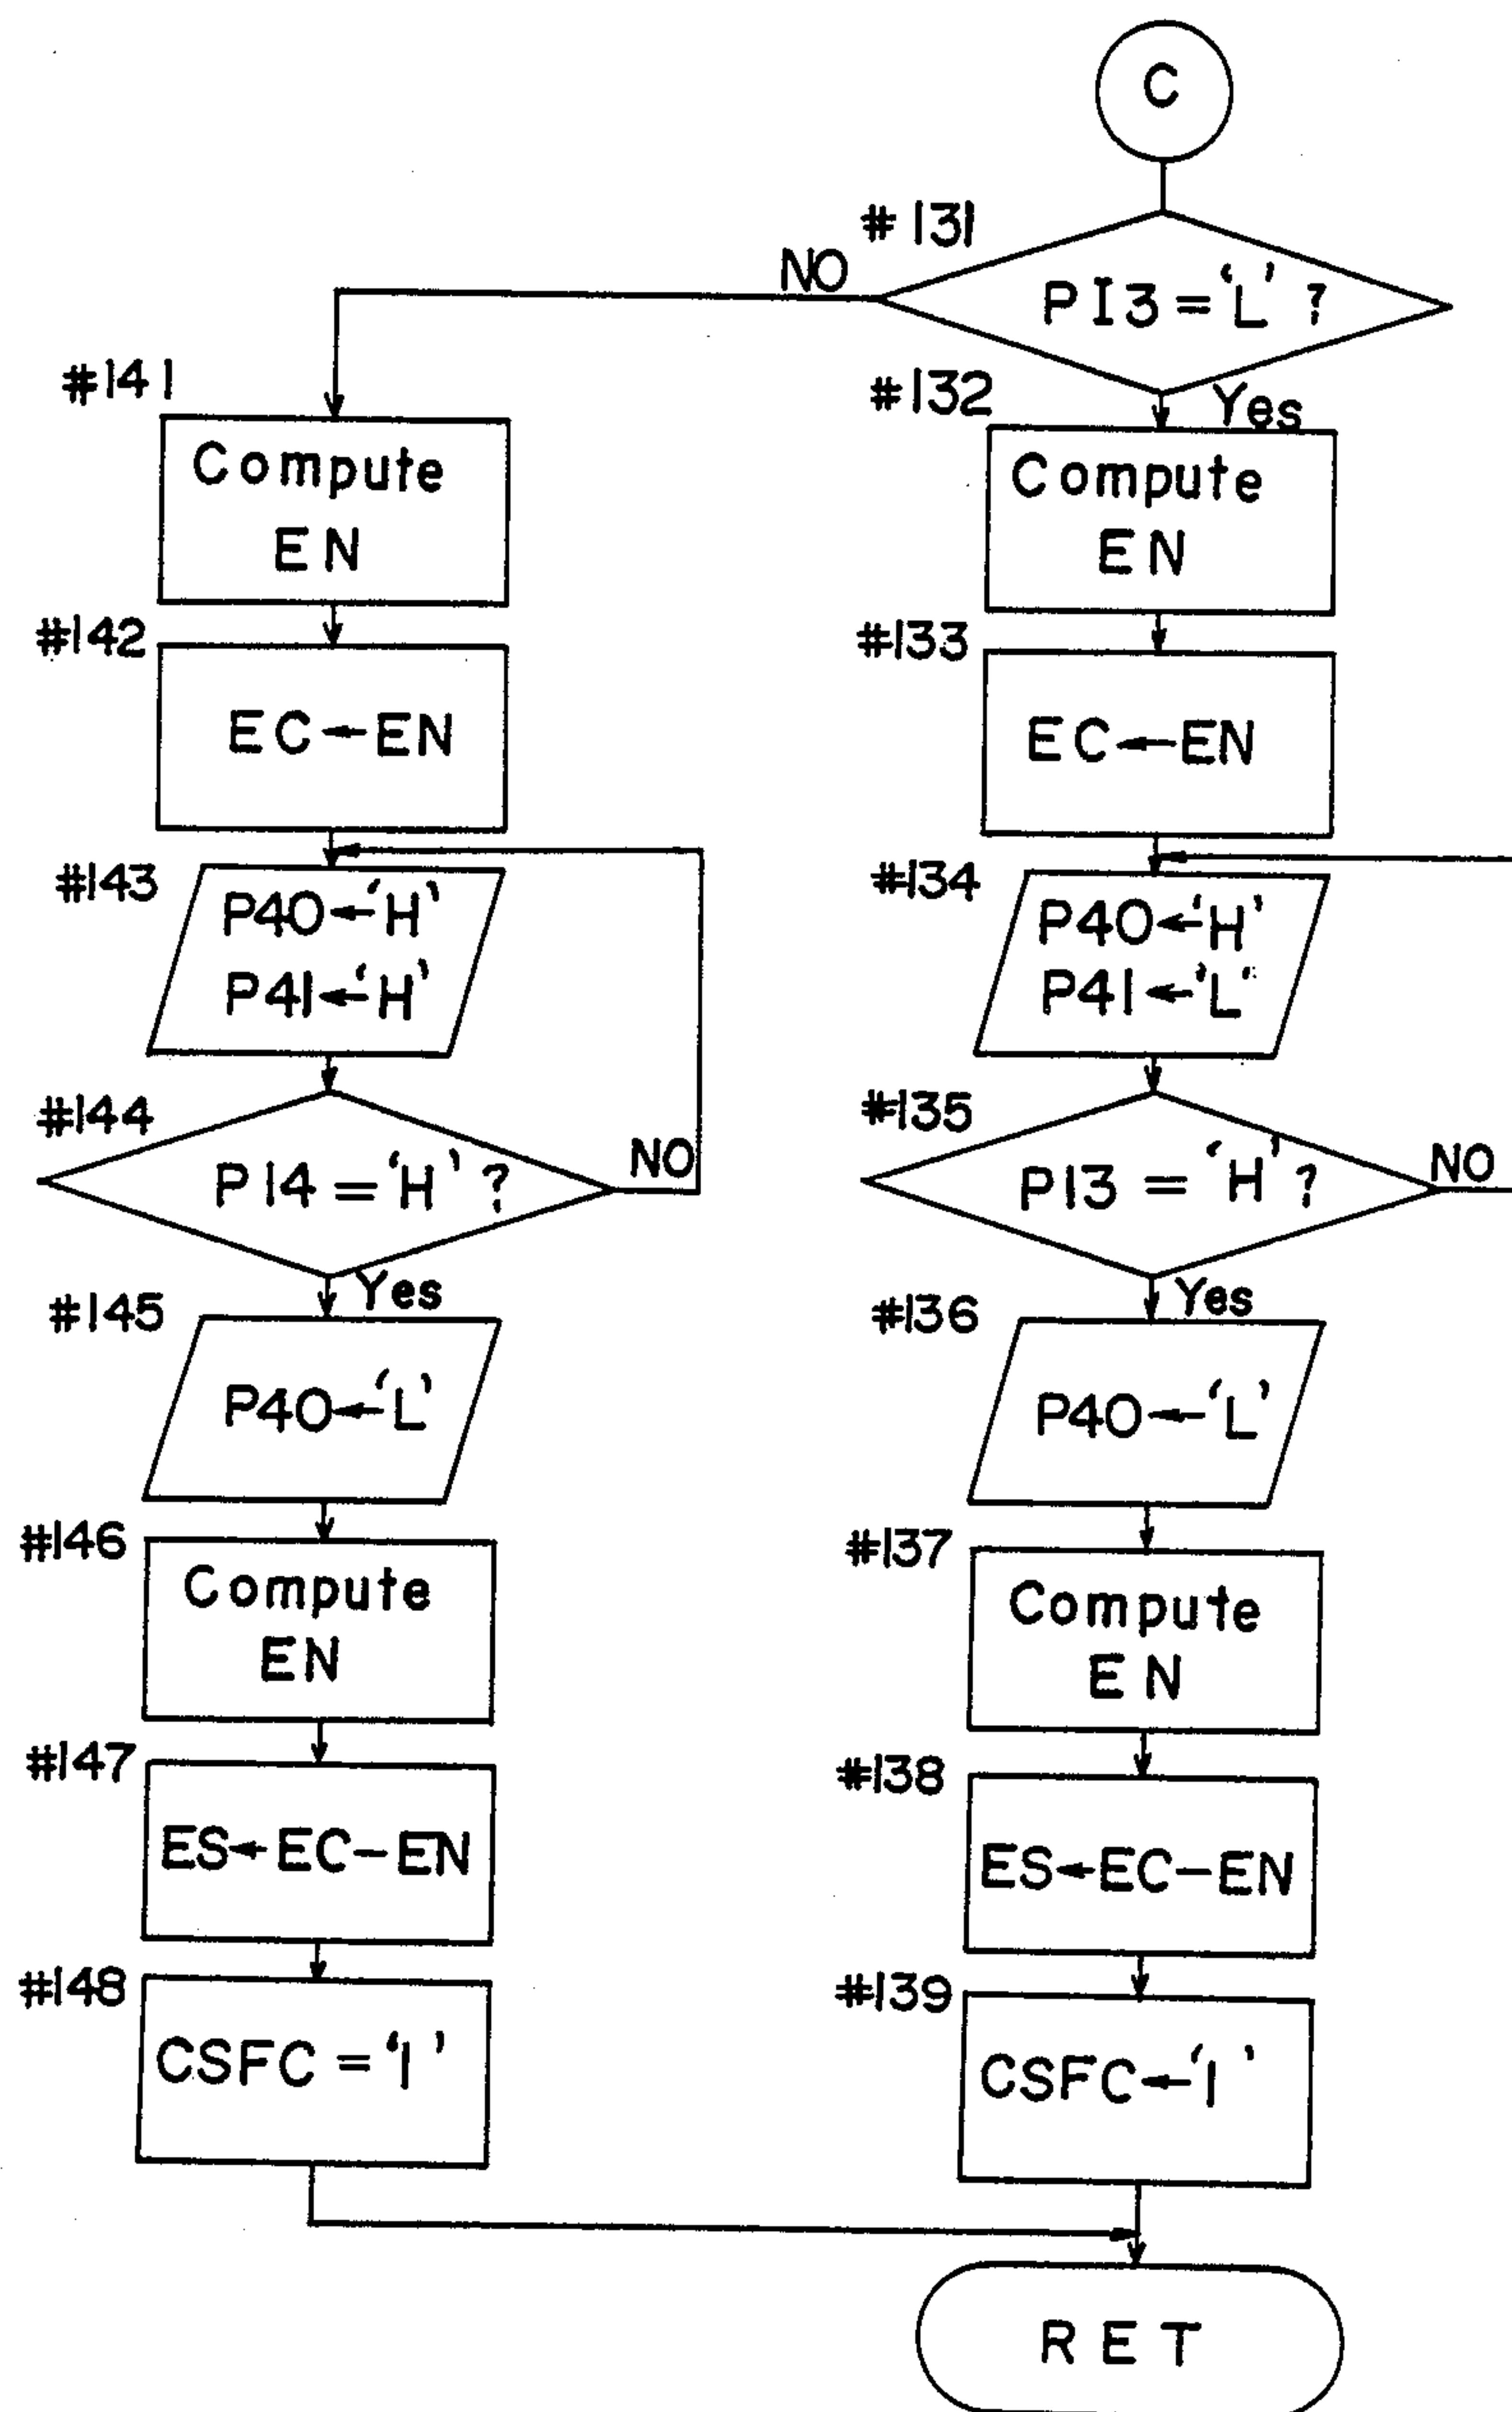 C
#131
NO
PI3='L'?
#141
#132
Yes
Compute
EN
Compute
EN
#142
#133
EC←EN
EC←EN
#143
#134
P40←'H'
P41←'H'
P40←'H'
P41←'L'
#144
#135
P14='H'?
NO
P13='H'?
NO
Yes
Yes
#145
#136
P40←'L'
P40←'L'
#146
#137
Compute
EN
Compute
EN
#147
#138
ES←EC-EN
ES←EC-EN
#148
#139
CSFC='1'
CSFC←'1'
RET